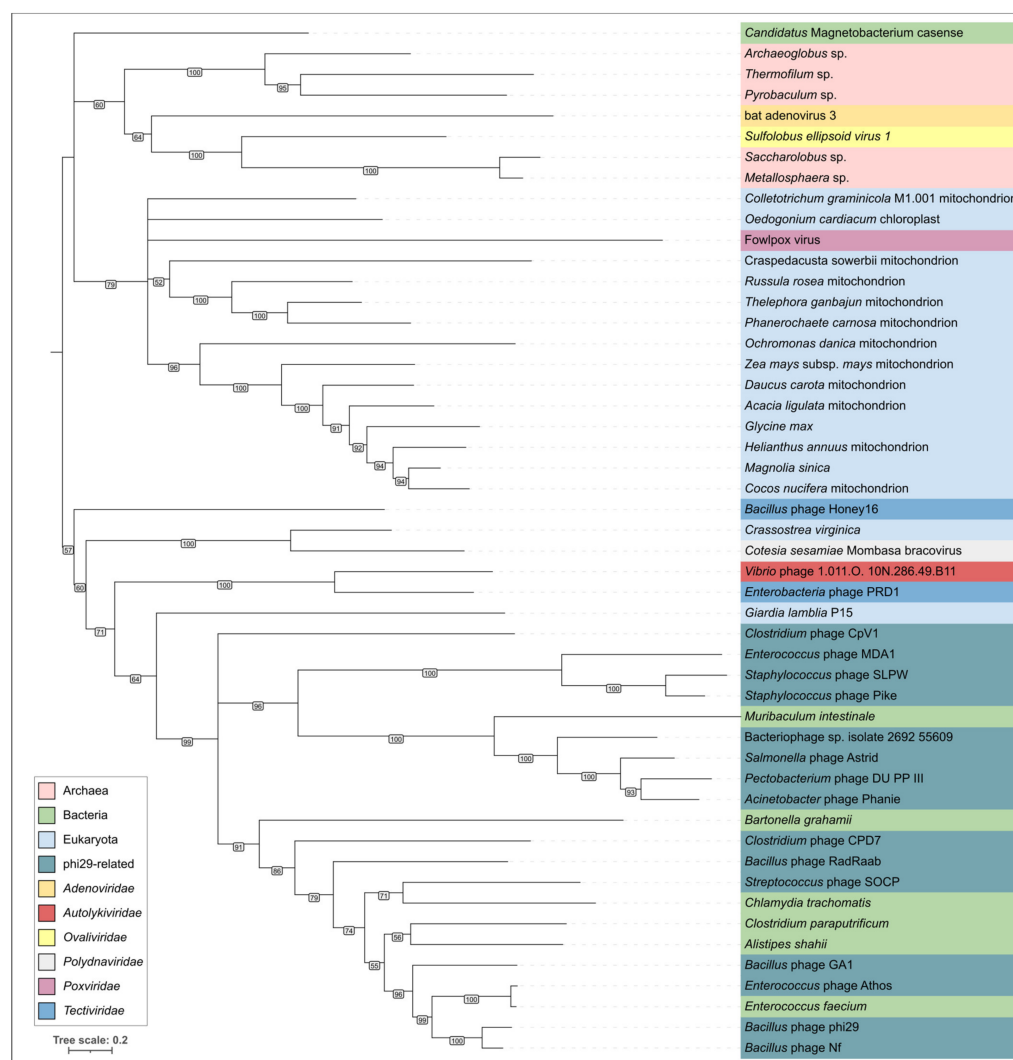 Candidatus Magnetobacterium casense
Archaeoglobus sp.
100
Thermofilum sp.
95
60
Pyrobaculum sp.
bat adenovirus 3
64
Sulfolobus ellipsoid virus 1
100
Saccharolobus sp.
100
Metallosphaera sp.
Colletotrichum graminicola M1.001 mitochondrion
Oedogonium cardiacum chloroplast
Fowlpox virus
Craspedacusta sowerbii mitochondrion
79
52
Russula rosea mitochondrion
100
Thelephora ganbajun mitochondrion
100
Phanerochaete carnosa mitochondrion
Ochromonas danica mitochondrion
96
Zea mays subsp. mays mitochondrion
100
Daucus carota mitochondrion
100
Acacia ligulata mitochondrion
91
Glycine max
92
Helianthus annuus mitochondrion
94
Magnolia sinica
94
Cocos nucifera mitochondrion
Bacillus phage Honey16
Crassostrea virginica
100
57
Cotesia sesamiae Mombasa bracovirus
Vibrio phage 1.011.O. 10N.286.49.B11
60
100
Enterobacteria phage PRD1
Giardia lamblia P15
71
Clostridium phage CpV1
Enterococcus phage MDA1
100
Staphylococcus phage SLPW
64
100
Staphylococcus phage Pike
96
Muribaculum intestinale
99
100
Bacteriophage sp. isolate 2692 55609
100
Salmonella phage Astrid
100
Pectobacterium phage DU PP III
93
Acinetobacter phage Phanie
Bartonella grahamii
91
Clostridium phage CPD7
86
Bacillus phage RadRaab
79
Streptococcus phage SOCP
71
Chlamydia trachomatis
74
Clostridium paraputrificum
56
Alistipes shahii
55
Bacillus phage GA1
96
Enterococcus phage Athos
100
Enterococcus faecium
99
Bacillus phage phi29
100
Bacillus phage Nf
Archaea
Bacteria
Eukaryota
phi29-related
Adenoviridae
Autolykiviridae
Ovaliviridae
Polydnaviridae
Poxviridae
Tectiviridae
Tree scale: 0.2